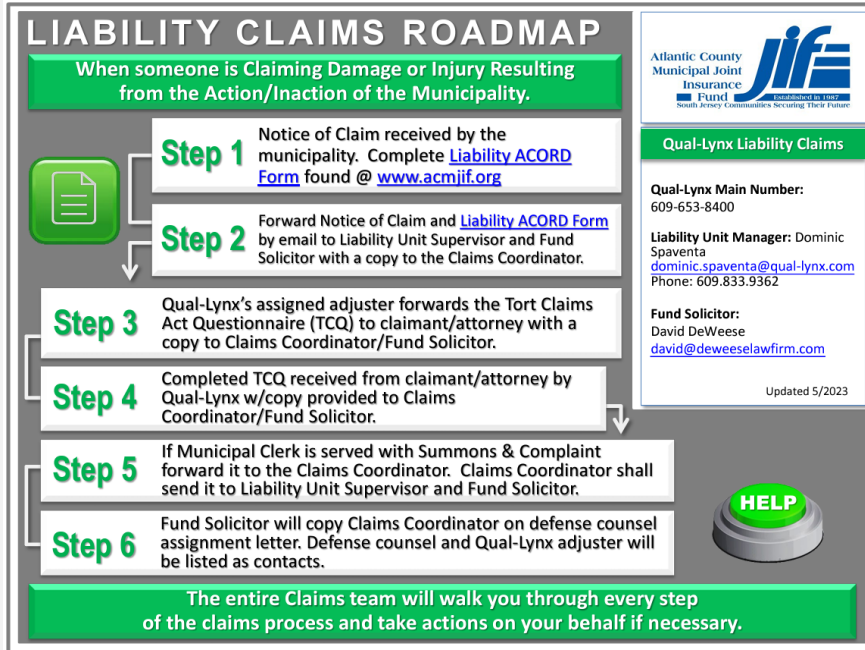 LIABILITY CLAIMS ROADMAP
When someone is Claiming Damage or Injury Resulting
from the Action/Inaction of the Municipality.
Step 1
Notice of Claim received by the
municipality. Complete Liability ACORD
Form found @ www.acmjif.org
Step 2
Forward Notice of Claim and Liability ACORD Form
by email to Liability Unit Supervisor and Fund
Solicitor with a copy to the Claims Coordinator.
Step 3
Qual-Lynx's assigned adjuster forwards the Tort Claims
Act Questionnaire (TCQ) to claimant/attorney with a
copy to Claims Coordinator/Fund Solicitor.
Step 4
Completed TCQ received from claimant/attorney by
Qual-Lynx w/copy provided to Claims
Coordinator/Fund Solicitor.
Step 5
If Municipal Clerk is served with Summons & Complaint
forward it to the Claims Coordinator. Claims Coordinator shall
send it to Liability Unit Supervisor and Fund Solicitor.
Step 6
Fund Solicitor will copy Claims Coordinator on defense counsel
assignment letter. Defense counsel and Qual-Lynx adjuster will
be listed as contacts.
Atlantic County
Municipal Joint
Insurance
Fund
jif
Established in 1987
South Jersey Communities Securing Their Future
Qual-Lynx Liability Claims
Qual-Lynx Main Number:
609-653-8400
Liability Unit Manager: Dominic
Spaventa
dominic.spaventa@qual-lynx.com
Phone: 609.833.9362
Fund Solicitor:
David DeWeese
david@deweeselawfirm.com
Updated 5/2023
HELP
The entire Claims team will walk you through every step
of the claims process and take actions on your behalf if necessary.